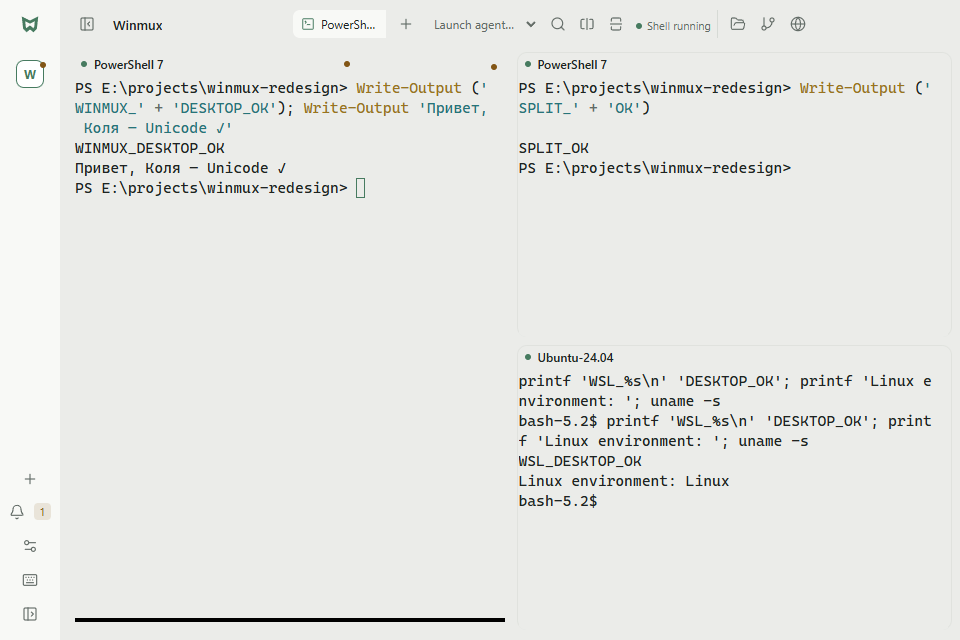 Winmux
PowerSh...
Launch agent...
Shell running
W
PowerShell 7
PS E:\projects\winmux-redesign> Write-Output ('
WINMUX_' + 'DESKTOP_OK'); Write-Output 'Привет,
Коля — Unicode ✓'
WINMUX_DESKTOP_OK
Привет, Коля — Unicode ✓
PS E:\projects\winmux-redesign>
PowerShell 7
PS E:\projects\winmux-redesign> Write-Output ('
SPLIT_' + 'OK')
SPLIT_OK
PS E:\projects\winmux-redesign>
Ubuntu-24.04
printf 'WSL_%s\n' 'DESKTOP_OK'; printf 'Linux e
nvironment: '; uname -s
bash-5.2$ printf 'WSL_%s\n' 'DESKTOP_OK'; print
f 'Linux environment: '; uname -s
WSL_DESKTOP_OK
Linux environment: Linux
bash-5.2$
1